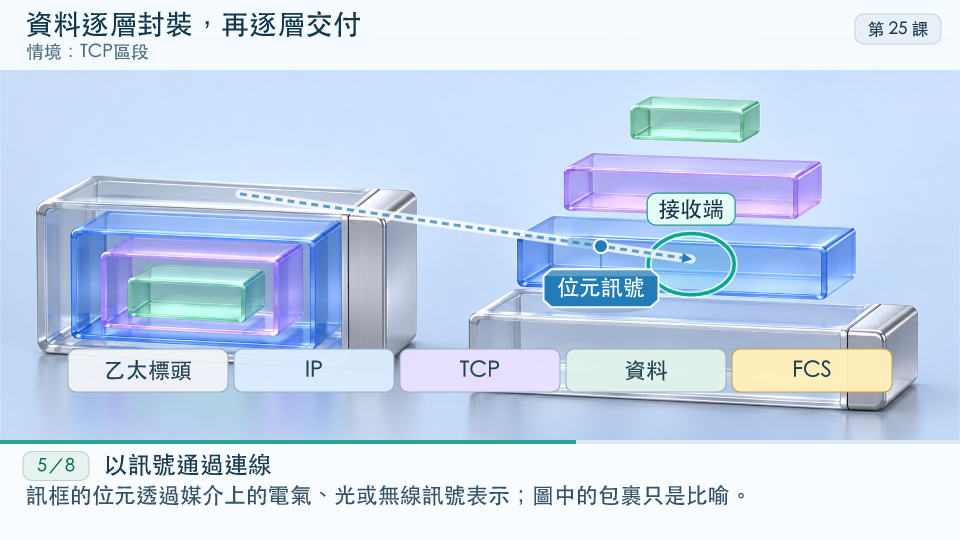 資料逐層封裝，再逐層交付
情境：TCP區段
第 25 課
接收端
位元訊號
乙太標頭
IP
TCP
資料
FCS
5／8
以訊號通過連線
訊框的位元透過媒介上的電氣、光或無線訊號表示；圖中的包裹只是比喻。